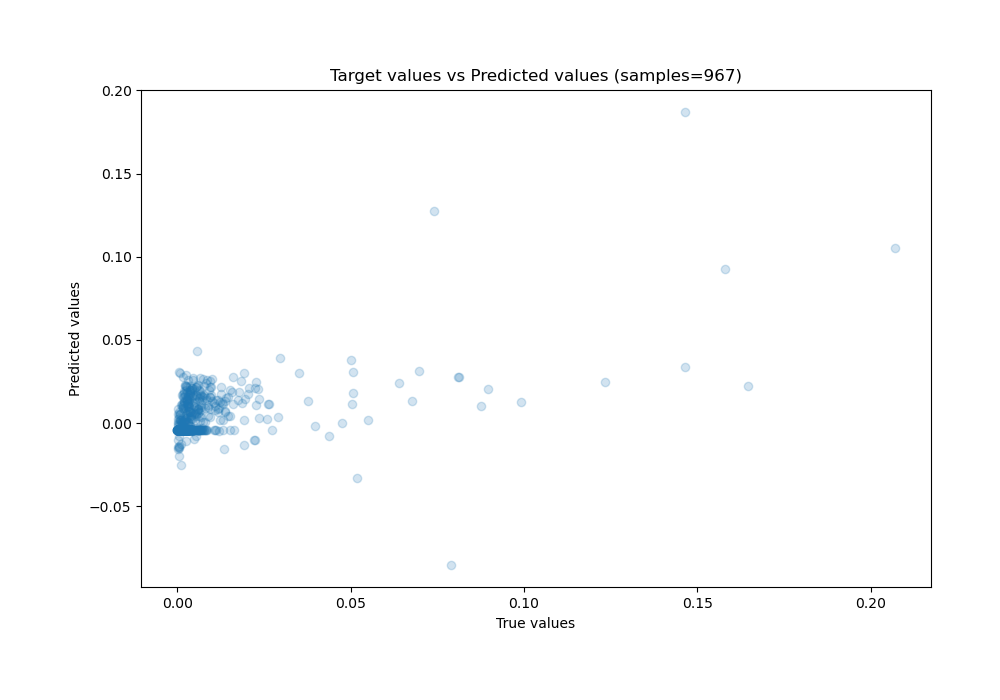 Target values vs Predicted values (samples=967)
0.20
0.15
0.10
0.05
0.00
−0.05
Predicted values
0.00 0.05 0.10 0.15 0.20
True values